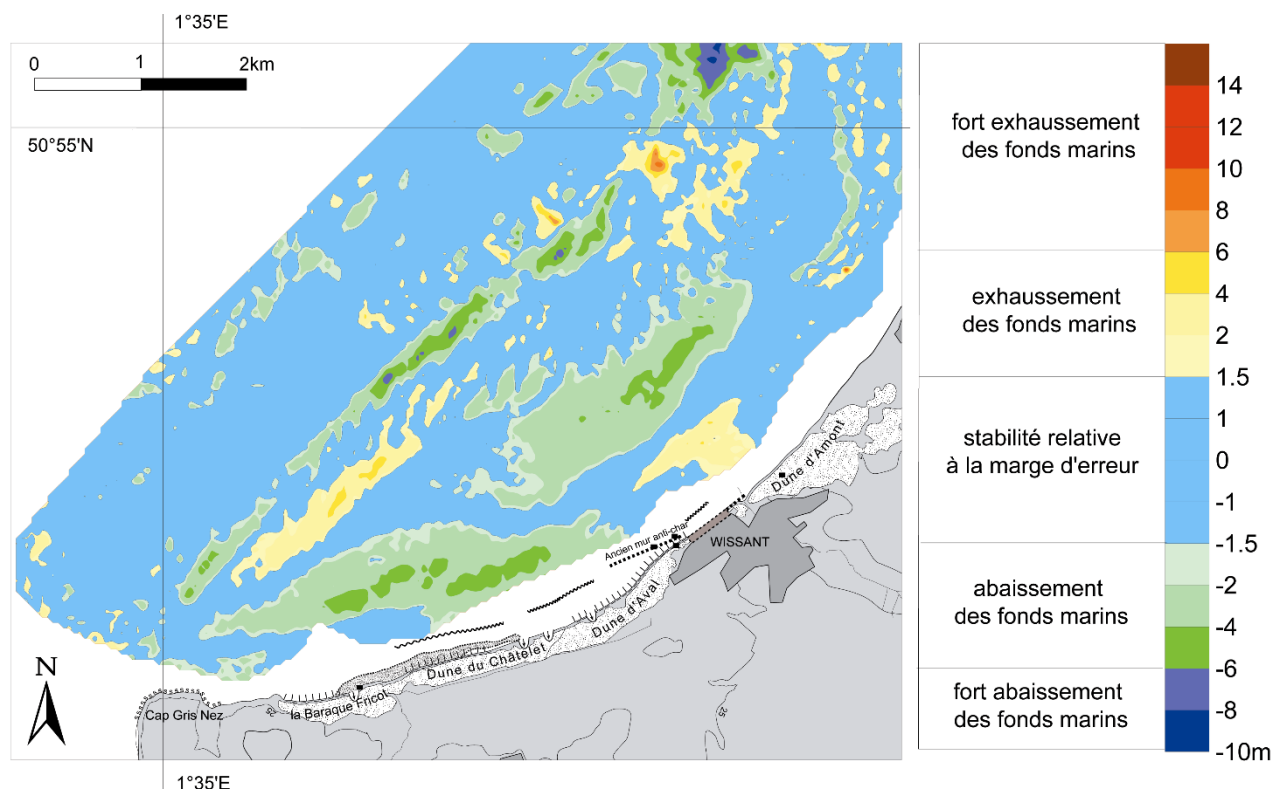 1°35'E
0 1 2km
50°55'N
Dune d'Amont
Ancien mur anti-char
WISSANT
Dune d'Aval
Dune du Châtelet
la Baraque Fricot
25
25
Cap Gris Nez
N
1°35'E
fort exhaussement
des fonds marins
exhaussement
des fonds marins
stabilité relative
à la marge d'erreur
abaissement
des fonds marins
fort abaissement
des fonds marins
14
12
10
8
6
4
2
1.5
1
0
-1
-1.5
-2
-4
-6
-8
-10m